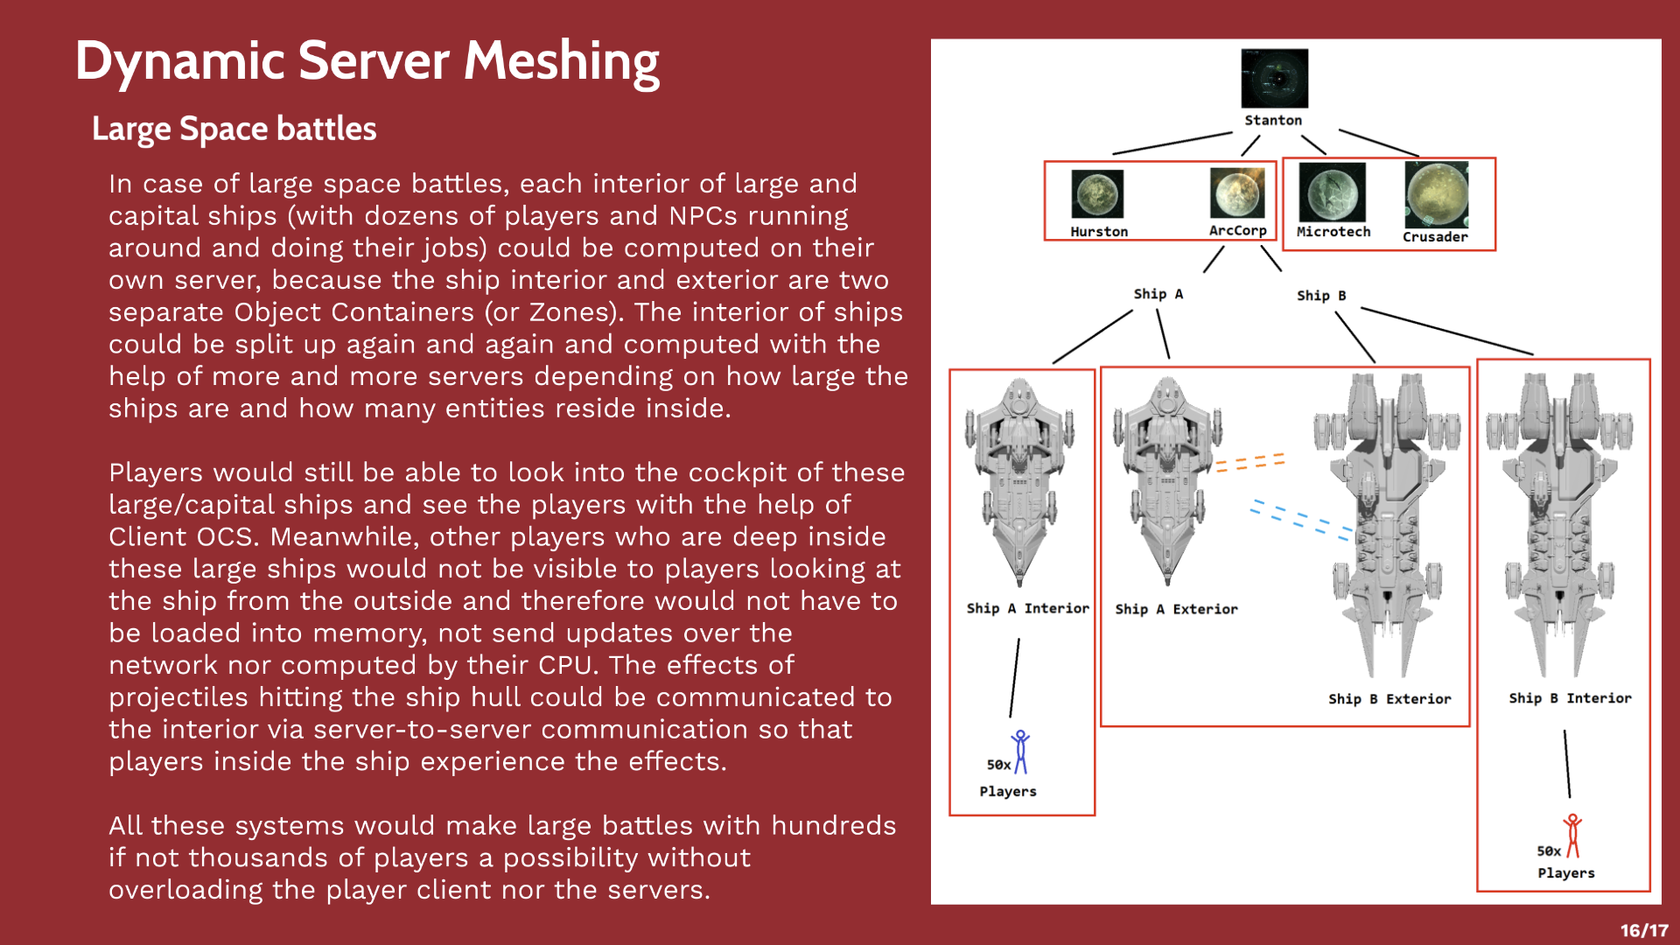 Dynamic Server Meshing
Large Space battles
In case of large space battles, each interior of large and
capital ships (with dozens of players and NPCs running
around and doing their jobs) could be computed on their
own server, because the ship interior and exterior are two
separate Object Containers (or Zones). The interior of ships
could be split up again and again and computed with the
help of more and more servers depending on how large the
ships are and how many entities reside inside.
Players would still be able to look into the cockpit of these
large/capital ships and see the players with the help of
Client OCS. Meanwhile, other players who are deep inside
these large ships would not be visible to players looking at
the ship from the outside and therefore would not have to
be loaded into memory, not send updates over the
network nor computed by their CPU. The effects of
projectiles hitting the ship hull could be communicated to
the interior via server-to-server communication so that
players inside the ship experience the effects.
All these systems would make large battles with hundreds
if not thousands of players a possibility without
overloading the player client nor the servers.
Stanton
Hurston
ArcCorp
Microtech
Crusader
Ship A
Ship B
Ship A Interior
Ship A Exterior
Ship B Exterior
Ship B Interior
50x
Players
50x
Players
16/17